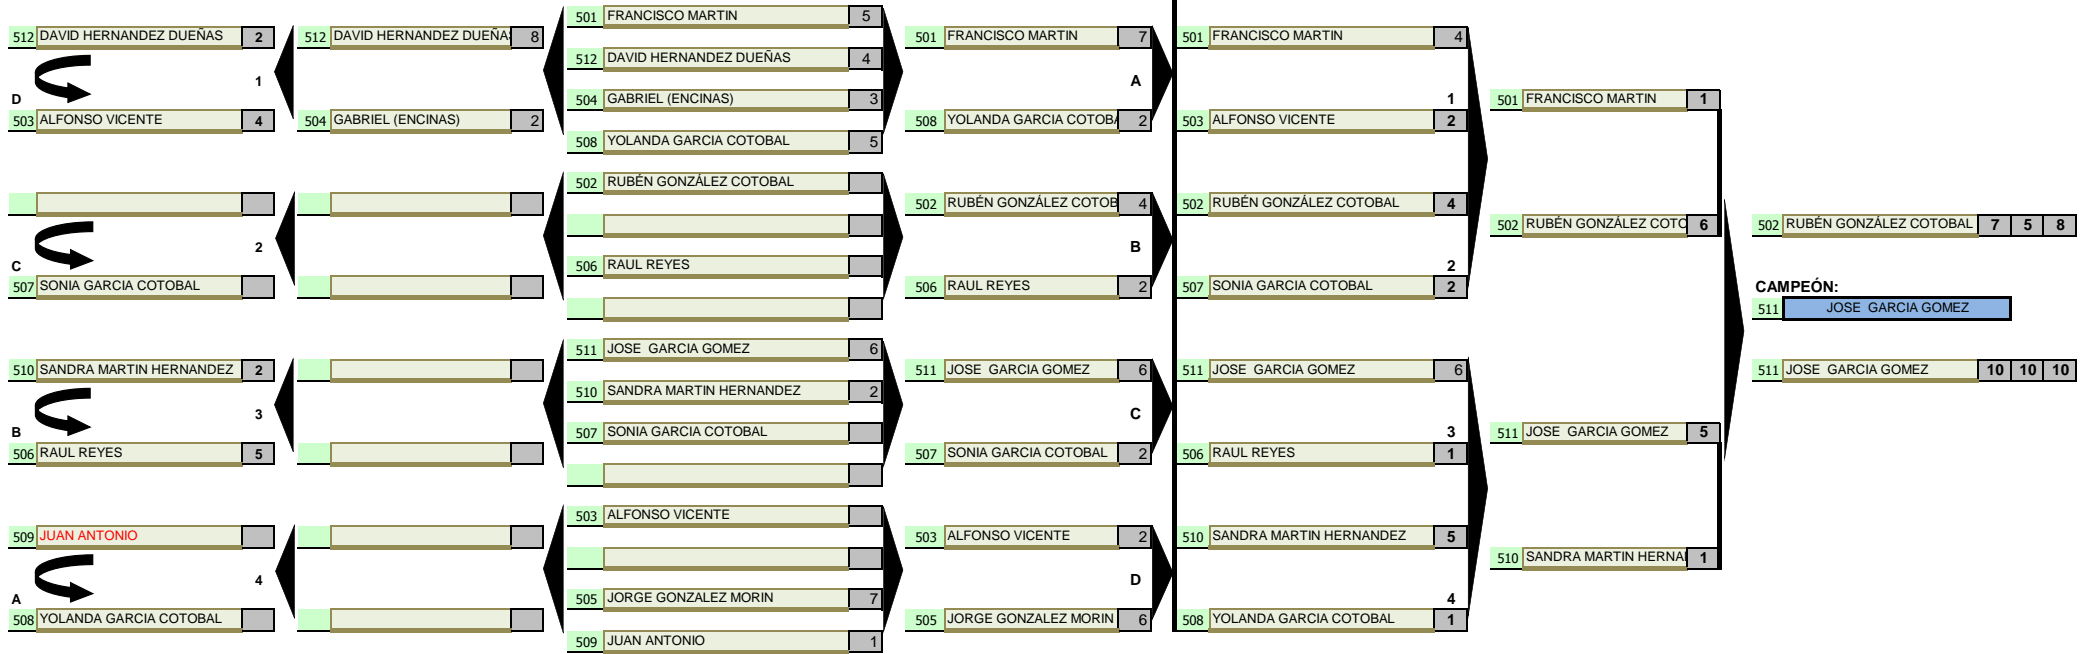 512 DAVID HERNANDEZ DUEÑAS 2
D 1
503 ALFONSO VICENTE 4
C 2
507 SONIA GARCIA COTOBAL
510 SANDRA MARTIN HERNANDEZ 2
B 3
506 RAUL REYES 5
509 JUAN ANTONIO
A 4
508 YOLANDA GARCIA COTOBAL
512 DAVID HERNANDEZ DUEÑA 8
504 GABRIEL (ENCINAS) 2
501 FRANCISCO MARTIN 5
512 DAVID HERNANDEZ DUEÑAS 4
504 GABRIEL (ENCINAS) 3
508 YOLANDA GARCIA COTOBAL 5
502 RUBÉN GONZÁLEZ COTOBAL
506 RAUL REYES
511 JOSE GARCIA GOMEZ 6
510 SANDRA MARTIN HERNANDEZ 2
507 SONIA GARCIA COTOBAL
503 ALFONSO VICENTE
505 JORGE GONZALEZ MORIN 7
509 JUAN ANTONIO 1
501 FRANCISCO MARTIN 7
A
508 YOLANDA GARCIA COTOBA 2
502 RUBÉN GONZÁLEZ COTOB 4
B
506 RAUL REYES 2
511 JOSE GARCIA GOMEZ 6
C
507 SONIA GARCIA COTOBAL 2
503 ALFONSO VICENTE 2
D
505 JORGE GONZALEZ MORIN 6
501 FRANCISCO MARTIN 4
1
503 ALFONSO VICENTE 2
502 RUBÉN GONZÁLEZ COTOBAL 4
2
507 SONIA GARCIA COTOBAL 2
511 JOSE GARCIA GOMEZ 6
3
506 RAUL REYES 1
510 SANDRA MARTIN HERNANDEZ 5
4
508 YOLANDA GARCIA COTOBAL 1
501 FRANCISCO MARTIN 1
502 RUBÉN GONZÁLEZ COTO 6
511 JOSE GARCIA GOMEZ 5
510 SANDRA MARTIN HERNA 1
502 RUBÉN GONZÁLEZ COTOBAL 7 5 8
CAMPEÓN:
511 JOSE GARCIA GOMEZ
511 JOSE GARCIA GOMEZ 10 10 10